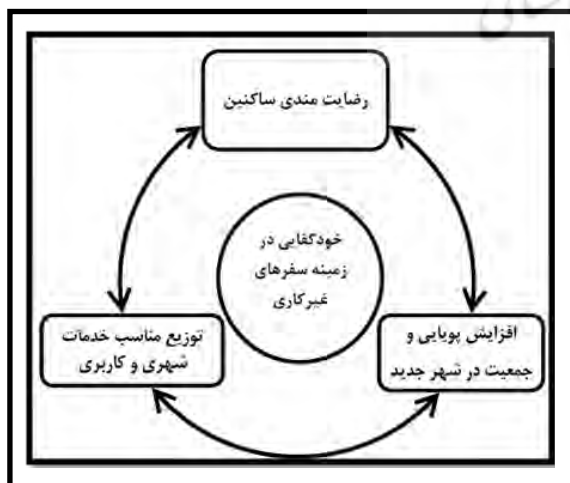 رضایت مندی ساکنین
خودکفایی در
زمینه سفرهای
غیرکاری
افزایش پویایی و
جمعیت در شهر جدید
توزیع مناسب خدمات
شهری و کاربری